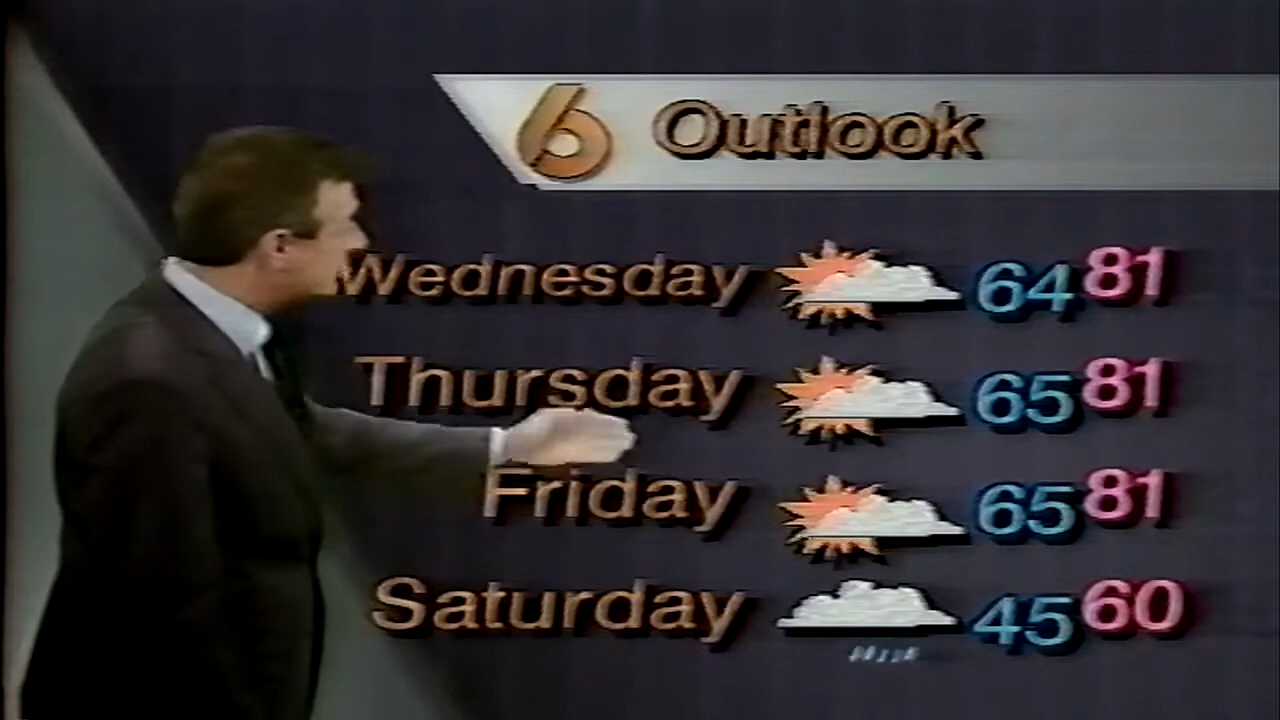 6 Outlook
Wednesday 64 81
Thursday 65 81
Friday 65 81
Saturday 45 60